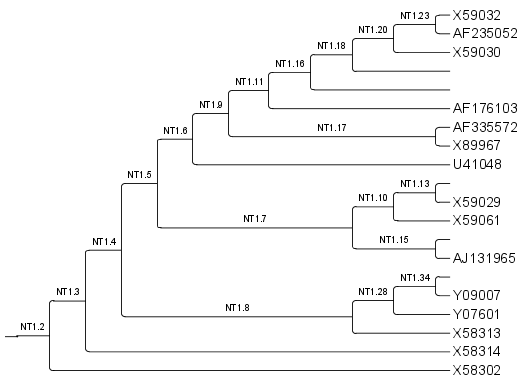 NT1.23 X59032
NT1.20 AF235052
X59030
NT1.18
NT1.16
NT1.11
AF176103
NT1.9
NT1.17 AF335572
X89967
NT1.6
U41048
NT1.5
NT1.13
NT1.10 X59029
NT1.7 X59061
NT1.15
AJ131965
NT1.4
NT1.34
NT1.28 Y09007
NT1.3
NT1.8 Y07601
NT1.2 X58313
X58314
X58302